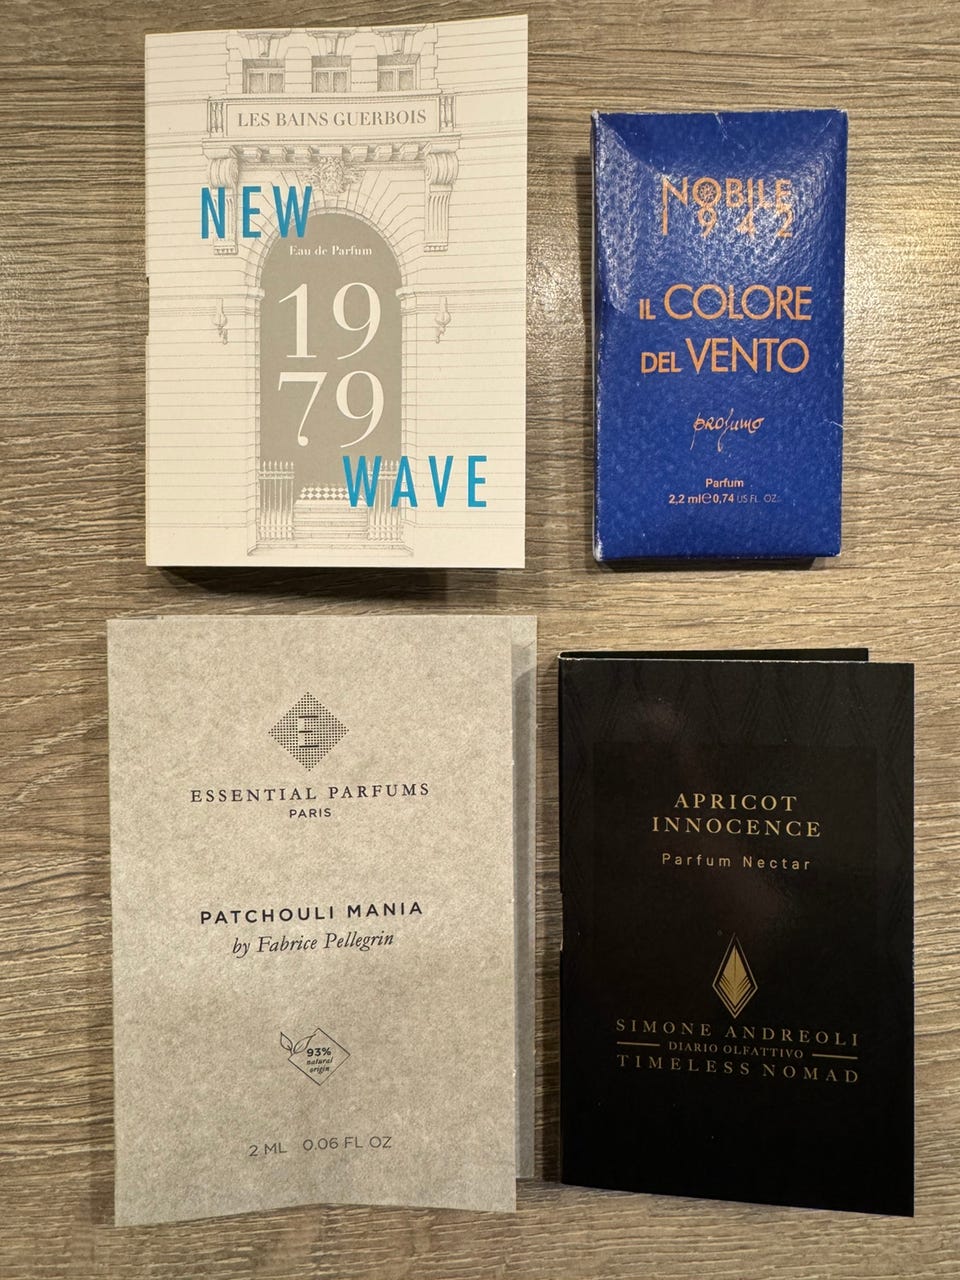 LES BAINS GUERBOIS
NEW
Eau de Parfum
19
79
WAVE
NOBILE
1942
IL COLORE
DEL VENTO
profumo
Parfum
2,2 ml e 0,74 US FL. OZ.
E
ESSENTIAL PARFUMS
PARIS
PATCHOULI MANIA
by Fabrice Pellegrin
93%
natural
origin
2 ML 0.06 FL OZ
APRICOT
INNOCENCE
Parfum Nectar
SIMONE ANDREOLI
DIARIO OLFATTIVO
TIMELESS NOMAD